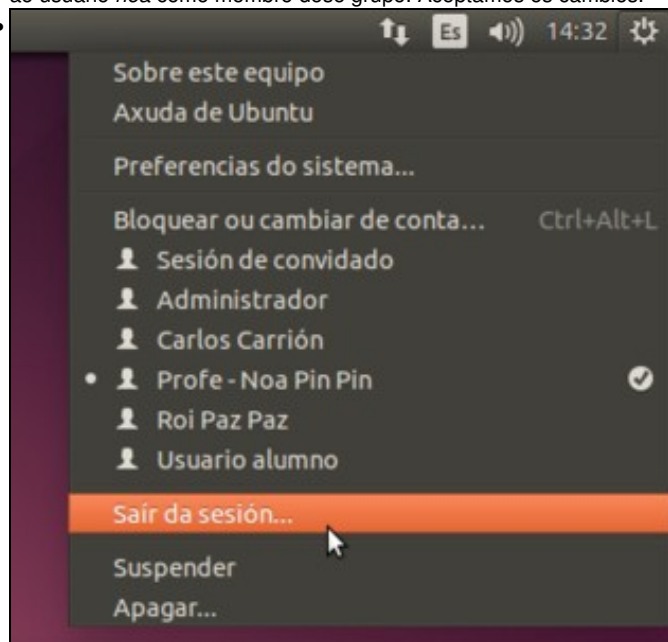 ao usuario noa como membro dese grupo. Aceptamos os cambios.
Es 14:32
Sobre este equipo
Axuda de Ubuntu
Preferencias do sistema...
Bloquear ou cambiar de conta... Ctrl+Alt+L
Sesión de convidado
Administrador
Carlos Carrión
Profe - Noa Pin Pin
Roi Paz Paz
Usuario alumno
Saír da sesión...
Suspender
Apagar...